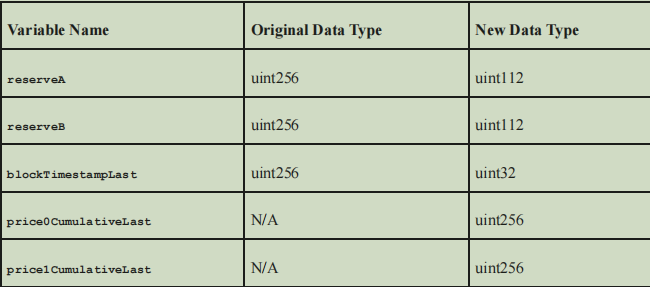 Variable Name Original Data Type New Data Type
reserveA uint256 uint112
reserveB uint256 uint112
blockTimestampLast uint256 uint32
price0CumulativeLast N/A uint256
price1CumulativeLast N/A uint256